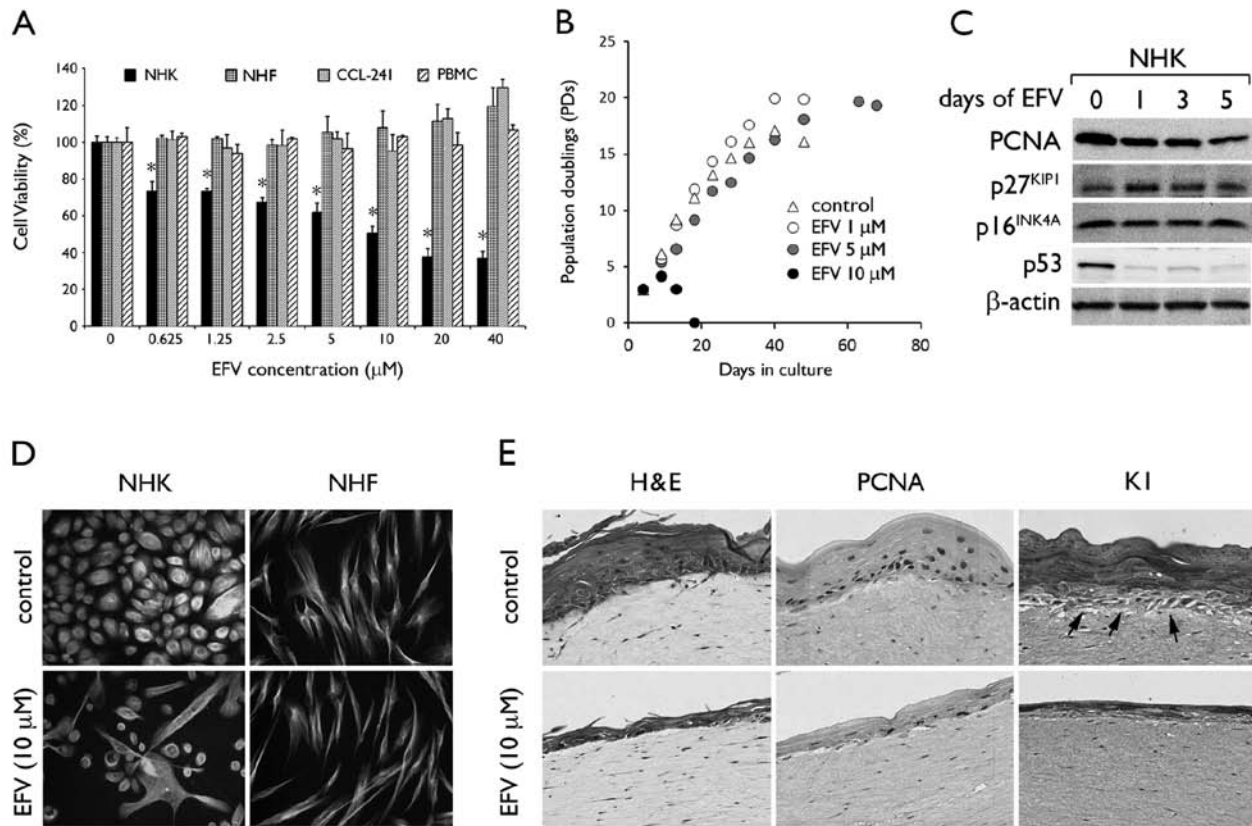 A
NHK NHF CCL-241 PBMC
Cell Viability (%)
140
120
100
80
60
40
20
0
* * * * * * *
0 0.625 1.25 2.5 5 10 20 40
EFV concentration (μM)
B
Population doublings (PDs)
25
20
15
10
5
0
control
EFV 1 μM
EFV 5 μM
EFV 10 μM
0 20 40 60 80
Days in culture
C
NHK
days of EFV 0 1 3 5
PCNA
p27KIP1
p16INK4A
p53
β-actin
D
NHK NHF
control
EFV (10 μM)
E
H&E PCNA K1
control
EFV (10 μM)